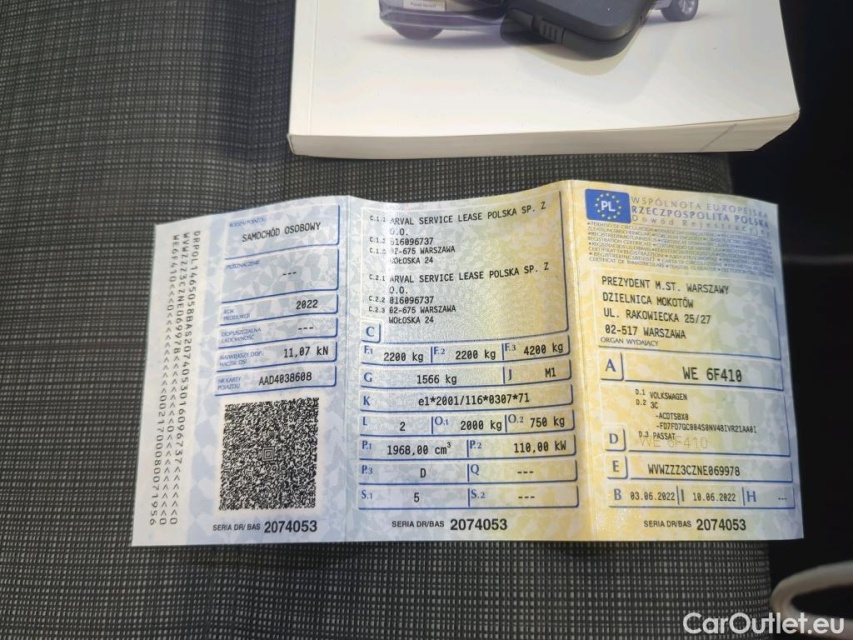 RODZAJ POJAZDU
SAMOCHÓD OSOBOWY
PRZEZNACZENIE
---
ROK PRODUKCJI
2022
DOPUSZCZALNA ŁADOWNOŚĆ
---
NAJWIĘKSZY DOP. NACISK OSI
11,07 kN
NR KARTY POJAZDU
AAD4038608
SERIA DR/BAS 2074053
C.1.1 ARVAL SERVICE LEASE POLSKA SP. Z
O.O.
C.1.2 016096737
C.1.3 02-675 WARSZAWA
WOŁOSKA 24
C.2.1 ARVAL SERVICE LEASE POLSKA SP. Z
O.O.
C.2.2 016096737
C.2.3 02-675 WARSZAWA
WOŁOSKA 24
C
F.1 2200 kg F.2 2200 kg F.3 4200 kg
G 1566 kg J M1
K e1*2001/116*0307*71
L 2 O.1 2000 kg O.2 750 kg
P.1 1968,00 cm³ P.2 110,00 kW
P.3 D Q ---
S.1 5 S.2 ---
SERIA DR/BAS 2074053
PL
WSPÓLNOTA EUROPEJSKA
RZECZPOSPOLITA POLSKA
Dowód Rejestracyjny
PREZYDENT M.ST. WARSZAWY
DZIELNICA MOKOTÓW
UL. RAKOWIECKA 25/27
02-517 WARSZAWA
ORGAN WYDAJĄCY
A WE 6F410
D.1 VOLKSWAGEN
D.2 3C
-ACDTSBX0
D.3 PASSAT
D WE 6F410
E WVWZZZ3CZNE069978
B 03.06.2022 I 10.06.2022 H ---
SERIA DR/BAS 2074053
CarOutlet.eu